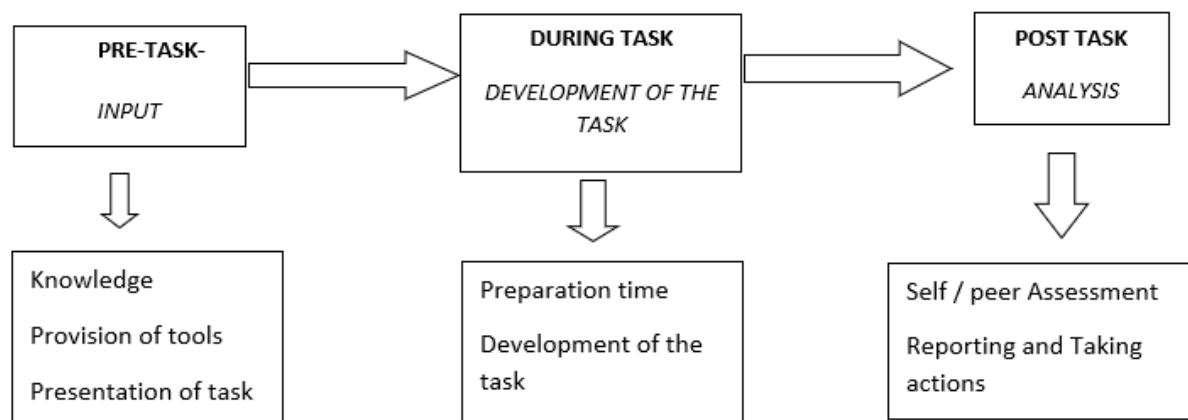 PRE-TASK-
INPUT
DURING TASK
DEVELOPMENT OF THE
TASK
POST TASK
ANALYSIS
Knowledge
Provision of tools
Presentation of task
Preparation time
Development of the
task
Self / peer Assessment
Reporting and Taking
actions